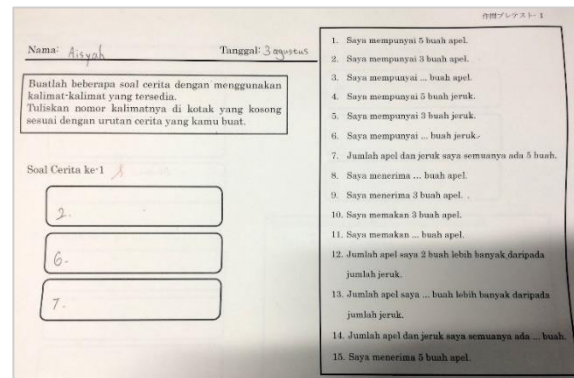 作問プレテスト- 1
Nama: Aisyah Tanggal: 3 agustus
Buatlah beberapa soal cerita dengan menggunakan
kalimat-kalimat yang tersedia.
Tuliskan nomor kalimatnya di kotak yang kosong
sesuai dengan urutan cerita yang kamu buat.
Soal Cerita ke-1
2.
6.
7.
1. Saya mempunyai 5 buah apel.
2. Saya mempunyai 3 buah apel.
3. Saya mempunyai ... buah apel.
4. Saya mempunyai 5 buah jeruk.
5. Saya mempunyai 3 buah jeruk.
6. Saya mempunyai ... buah jeruk.
7. Jumlah apel dan jeruk saya semuanya ada 5 buah.
8. Saya menerima ... buah apel.
9. Saya menerima 3 buah apel.
10. Saya memakan 3 buah apel.
11. Saya memakan ... buah apel.
12. Jumlah apel saya 2 buah lebih banyak daripada
jumlah jeruk.
13. Jumlah apel saya ... buah lebih banyak daripada
jumlah jeruk.
14. Jumlah apel dan jeruk saya semuanya ada ... buah.
15. Saya menerima 5 buah apel.